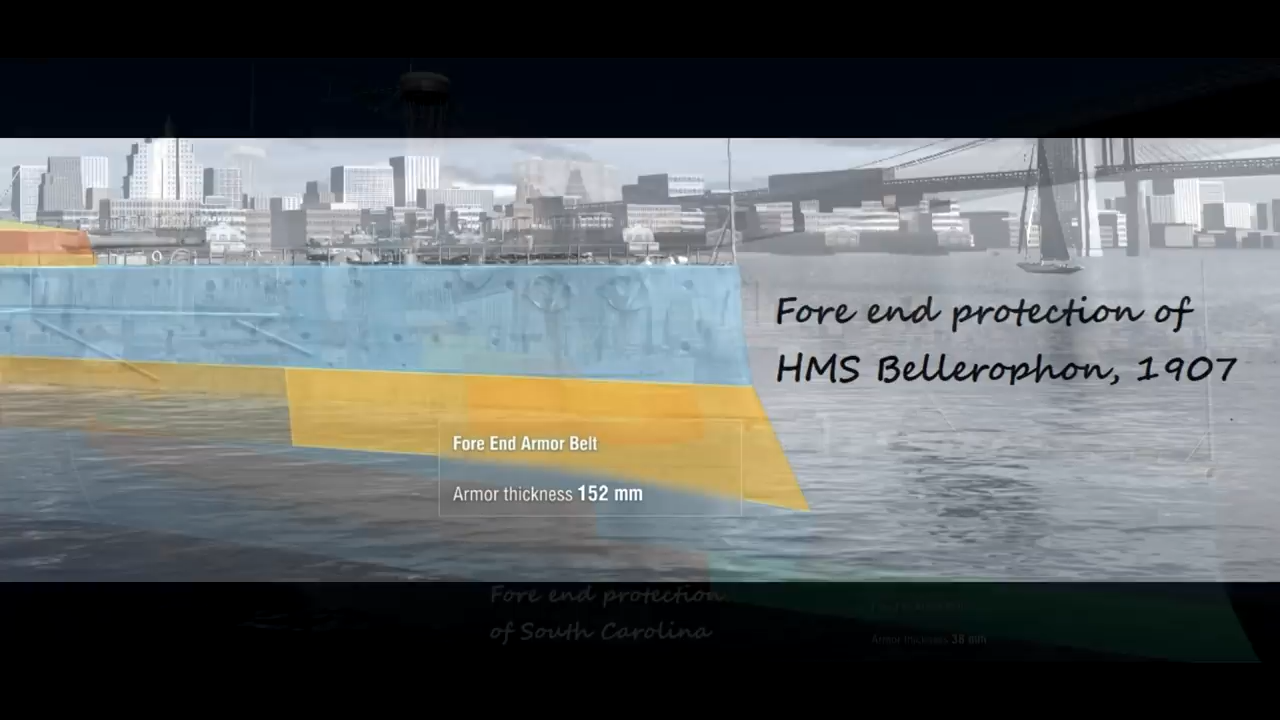 Fore end protection of
HMS Bellerophon, 1907
Fore End Armor Belt
Armor thickness 152 mm
Fore end protection
of South Carolina
Armor thickness 38 mm